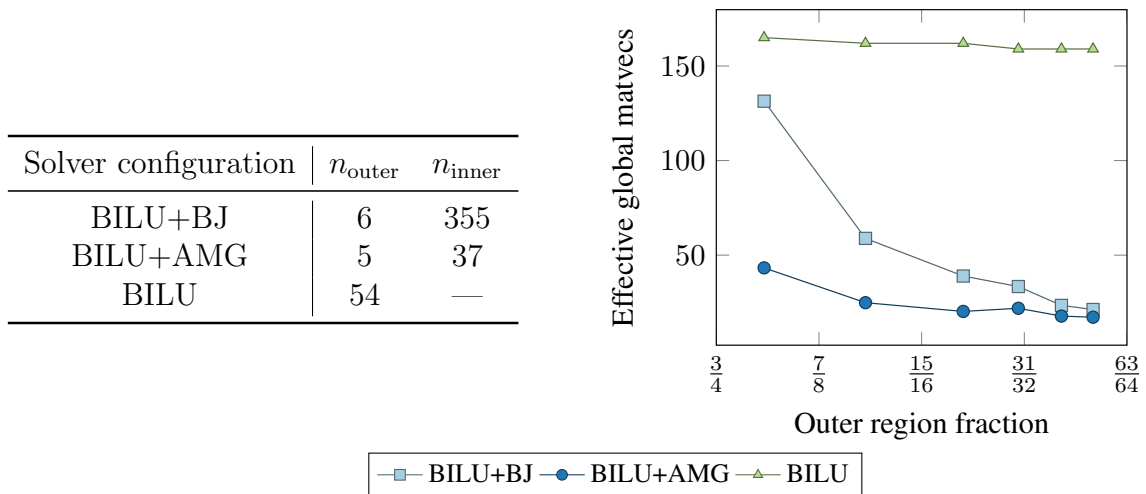 Solver configuration n_outer n_inner
BILU+BJ 6 355
BILU+AMG 5 37
BILU 54 —
Effective global matvecs
150
100
50
3/4 7/8 15/16 31/32 63/64
Outer region fraction
BILU+BJ BILU+AMG BILU